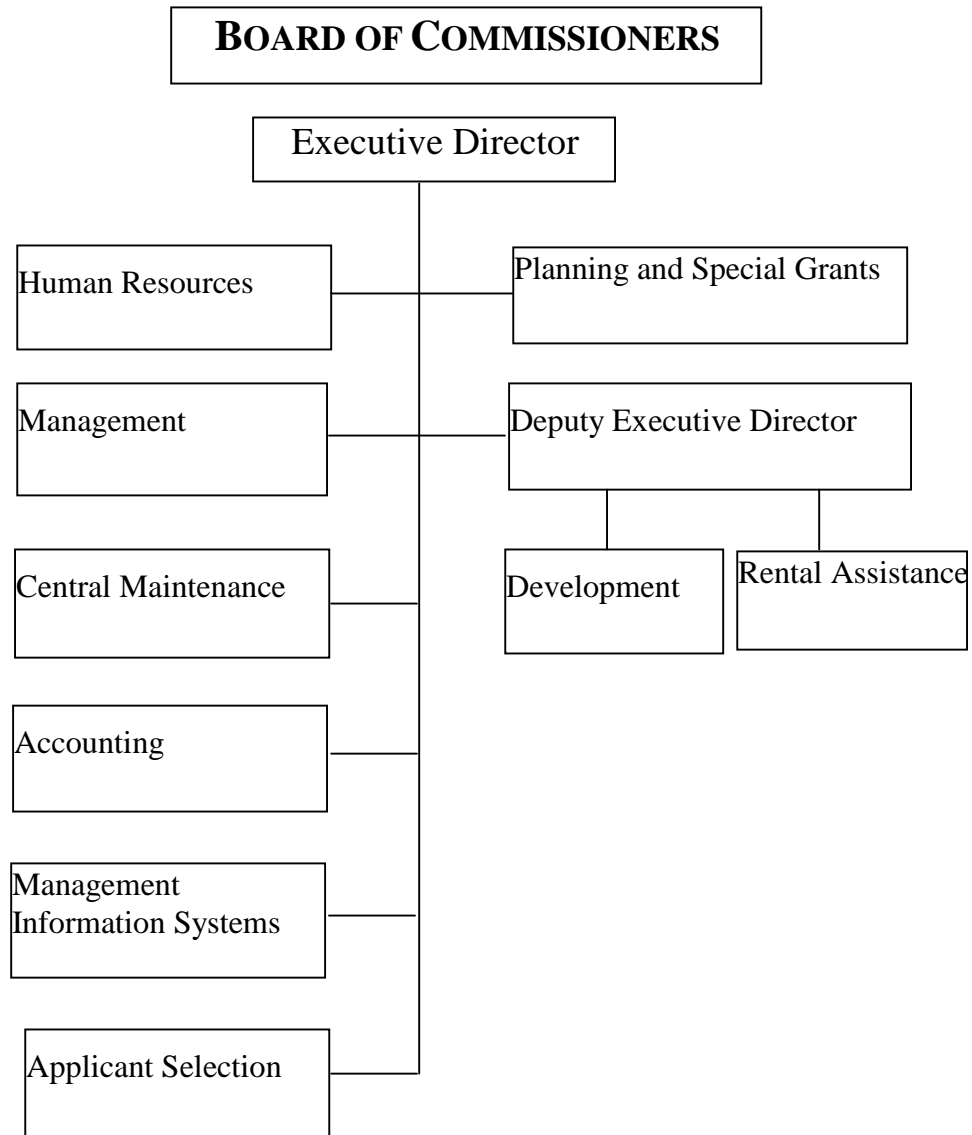 BOARD OF COMMISSIONERS
Executive Director
Human Resources
Planning and Special Grants
Management
Deputy Executive Director
Central Maintenance
Development
Rental Assistance
Accounting
Management
Information Systems
Applicant Selection